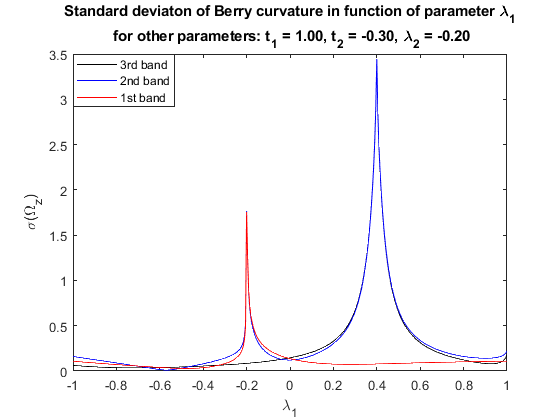 Standard deviaton of Berry curvature in function of parameter λ1
for other parameters: t1 = 1.00, t2 = -0.30, λ2 = -0.20
3rd band
2nd band
1st band
3.5
3
2.5
2
1.5
1
0.5
0
σ(Ωz)
-1 -0.8 -0.6 -0.4 -0.2 0 0.2 0.4 0.6 0.8 1
λ1